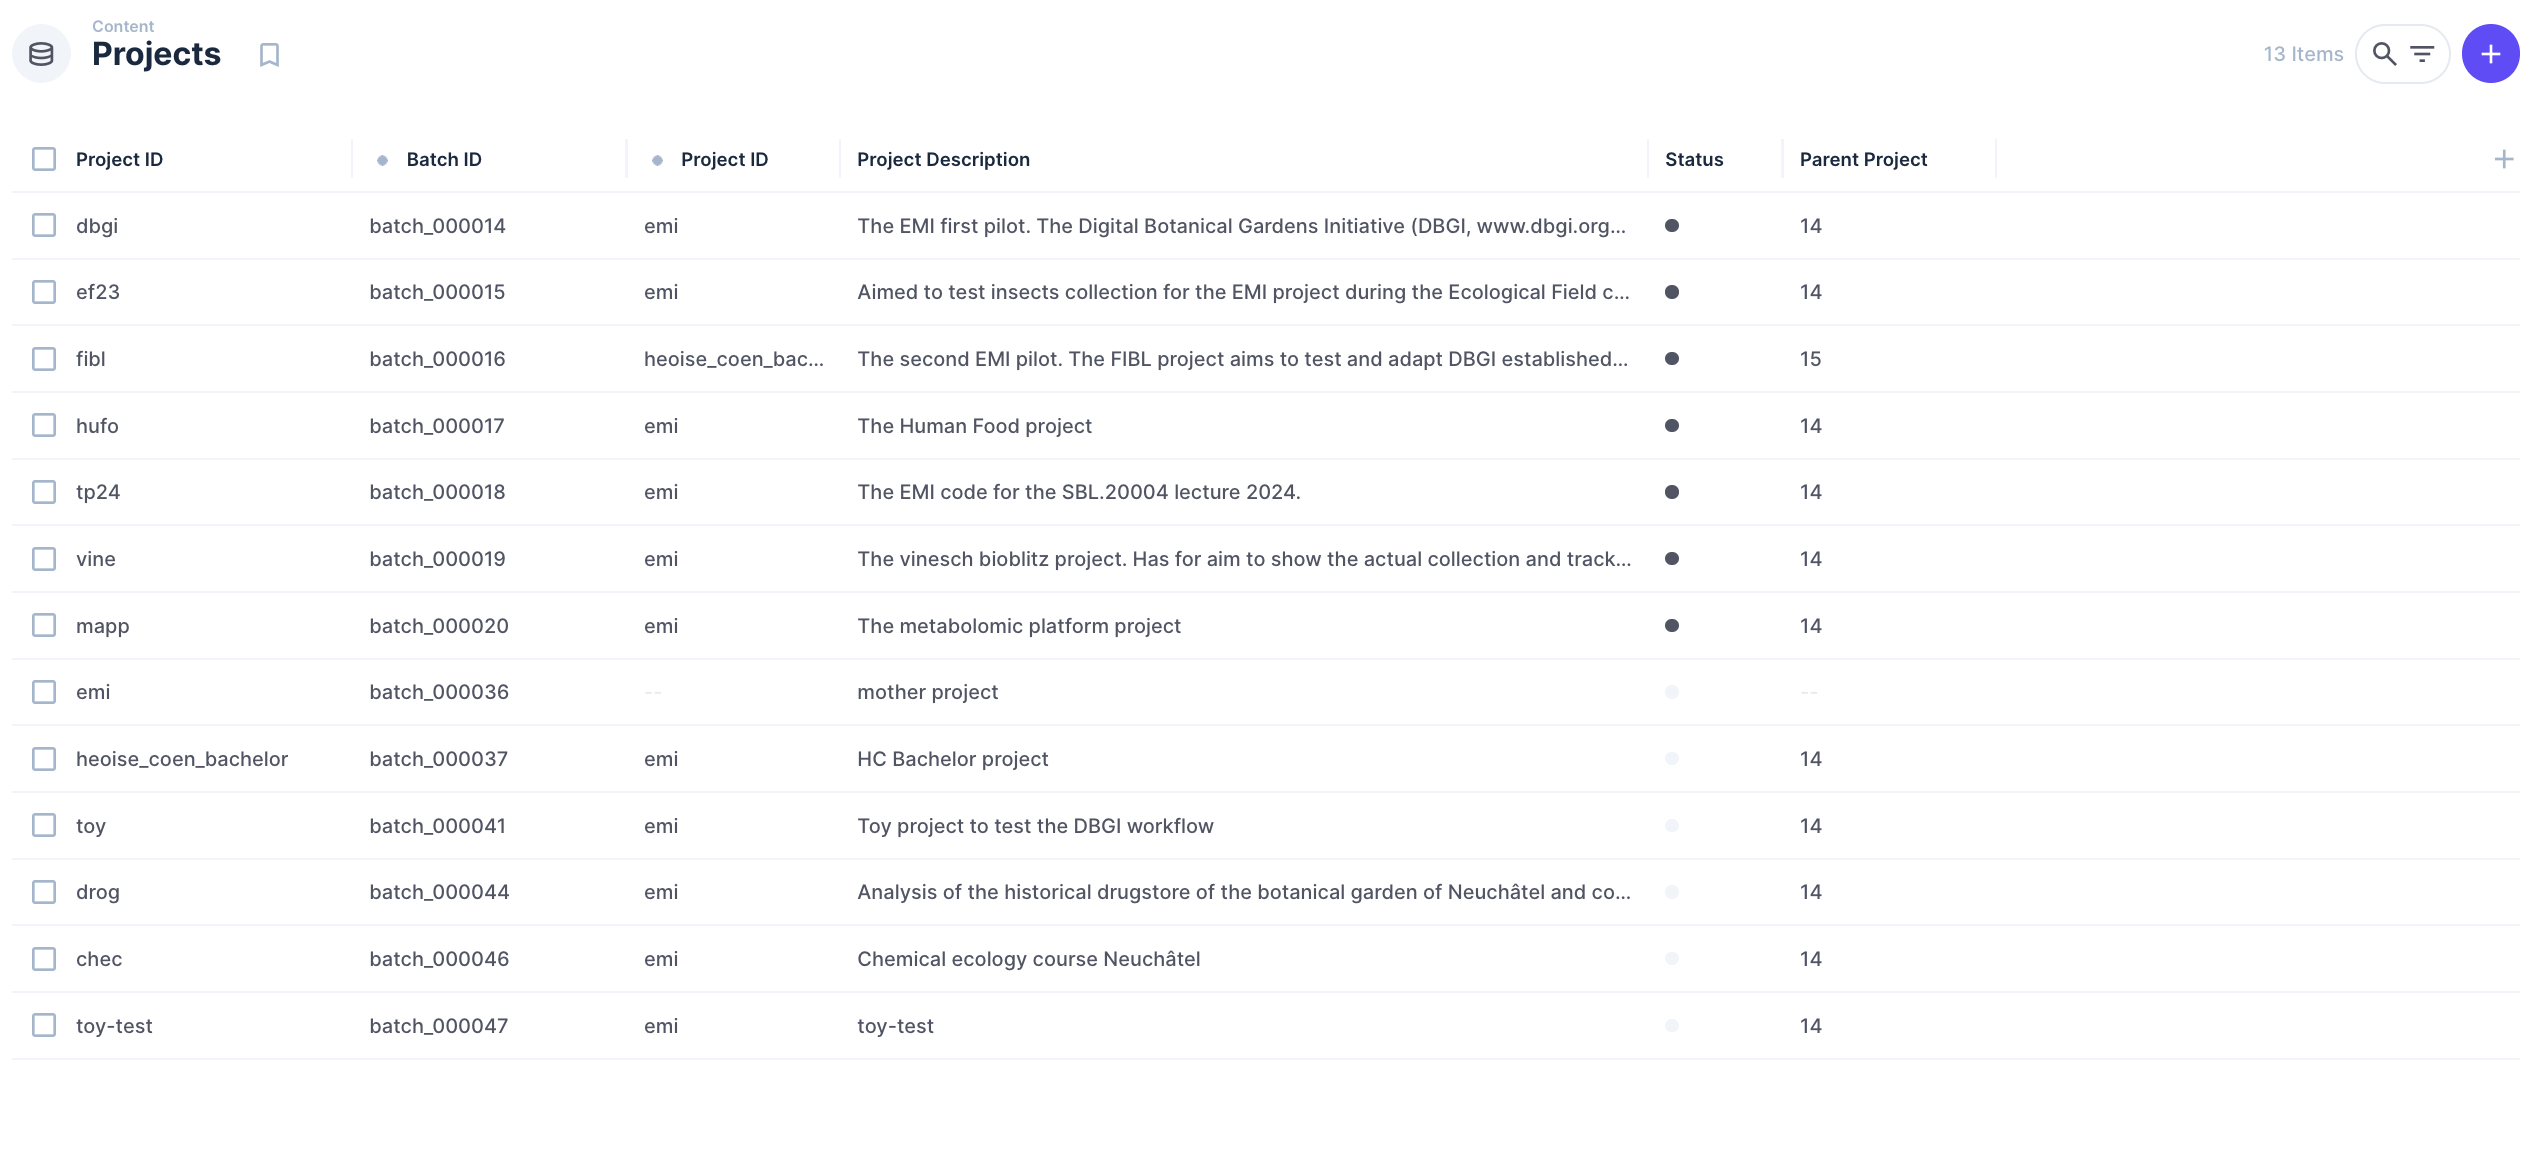 Content
Projects
13 Items
Project ID Batch ID Project ID Project Description Status Parent Project
dbgi batch_000014 emi The EMI first pilot. The Digital Botanical Gardens Initiative (DBGI, www.dbgi.org... 14
ef23 batch_000015 emi Aimed to test insects collection for the EMI project during the Ecological Field c... 14
fibl batch_000016 heoise_coen_bac... The second EMI pilot. The FIBL project aims to test and adapt DBGI established... 15
hufo batch_000017 emi The Human Food project 14
tp24 batch_000018 emi The EMI code for the SBL.20004 lecture 2024. 14
vine batch_000019 emi The vinesch bioblitz project. Has for aim to show the actual collection and track... 14
mapp batch_000020 emi The metabolomic platform project 14
emi batch_000036 -- mother project --
heoise_coen_bachelor batch_000037 emi HC Bachelor project 14
toy batch_000041 emi Toy project to test the DBGI workflow 14
drog batch_000044 emi Analysis of the historical drugstore of the botanical garden of Neuchâtel and co... 14
chec batch_000046 emi Chemical ecology course Neuchâtel 14
toy-test batch_000047 emi toy-test 14